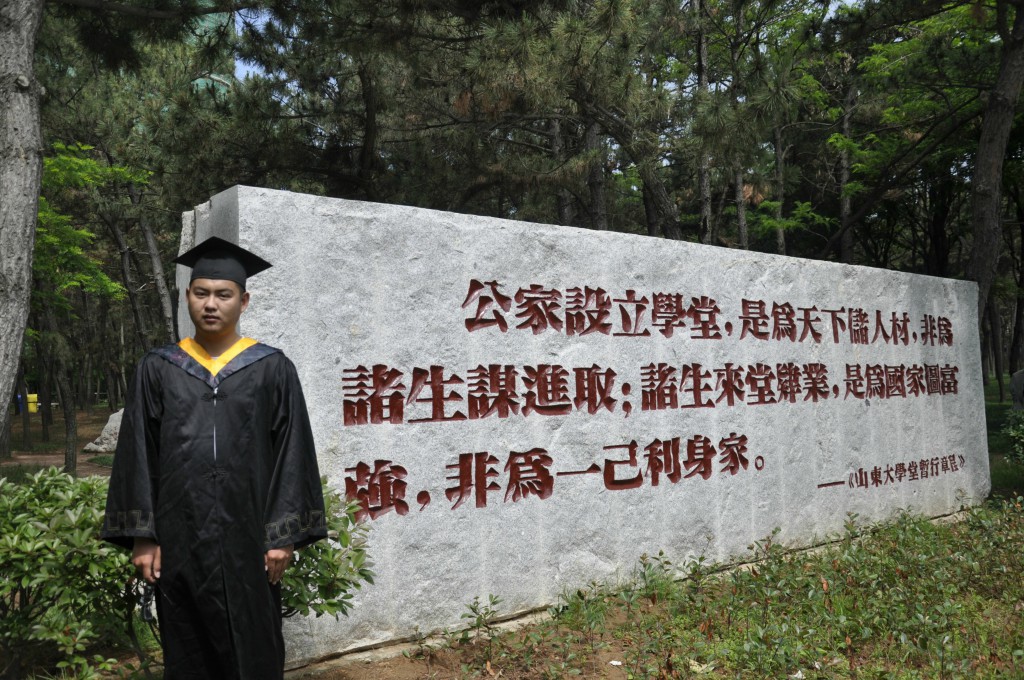 公家設立學堂，是爲天下儲人材，非爲
諸生謀進取；諸生來堂肄業，是爲國家圖富
強，非爲一己利身家。
—《山東大學堂暫行章程》